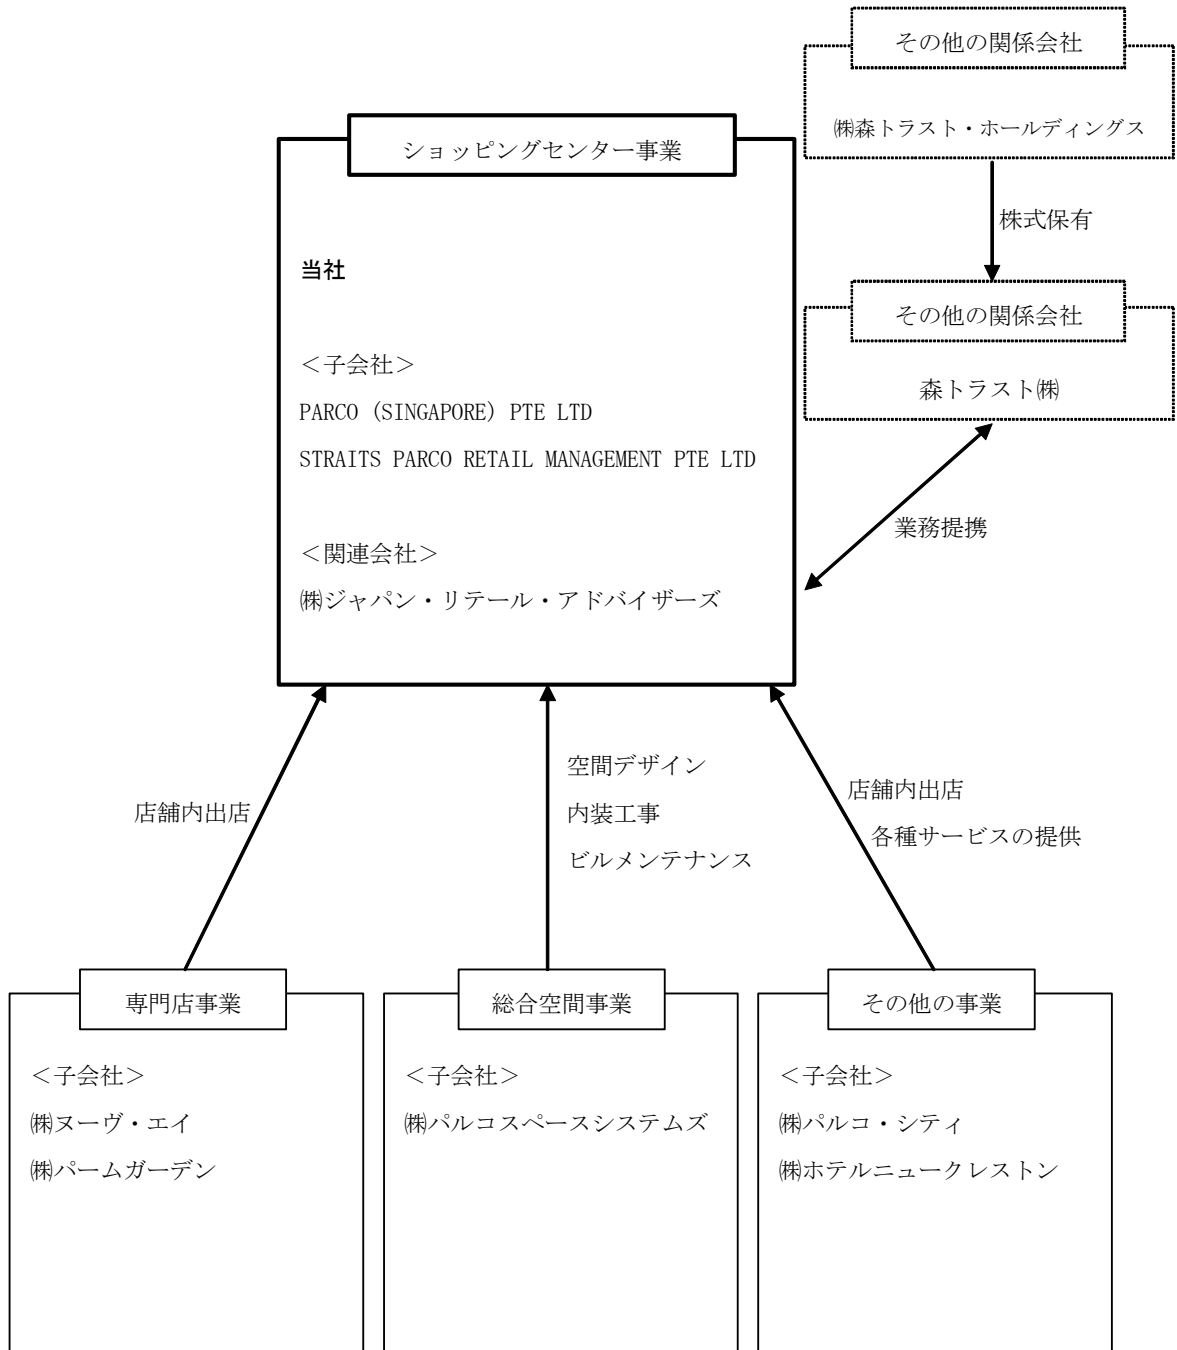 その他の関係会社
㈱森トラスト・ホールディングス
株式保有
その他の関係会社
森トラスト㈱
業務提携
ショッピングセンター事業
当社
＜子会社＞
PARCO (SINGAPORE) PTE LTD
STRAITS PARCO RETAIL MANAGEMENT PTE LTD
＜関連会社＞
㈱ジャパン・リテール・アドバイザーズ
店舗内出店
空間デザイン
内装工事
ビルメンテナンス
店舗内出店
各種サービスの提供
専門店事業
＜子会社＞
㈱ヌーヴ・エイ
㈱パームガーデン
総合空間事業
＜子会社＞
㈱パルコスペースシステムズ
その他の事業
＜子会社＞
㈱パルコ・シティ
㈱ホテルニュークレストン